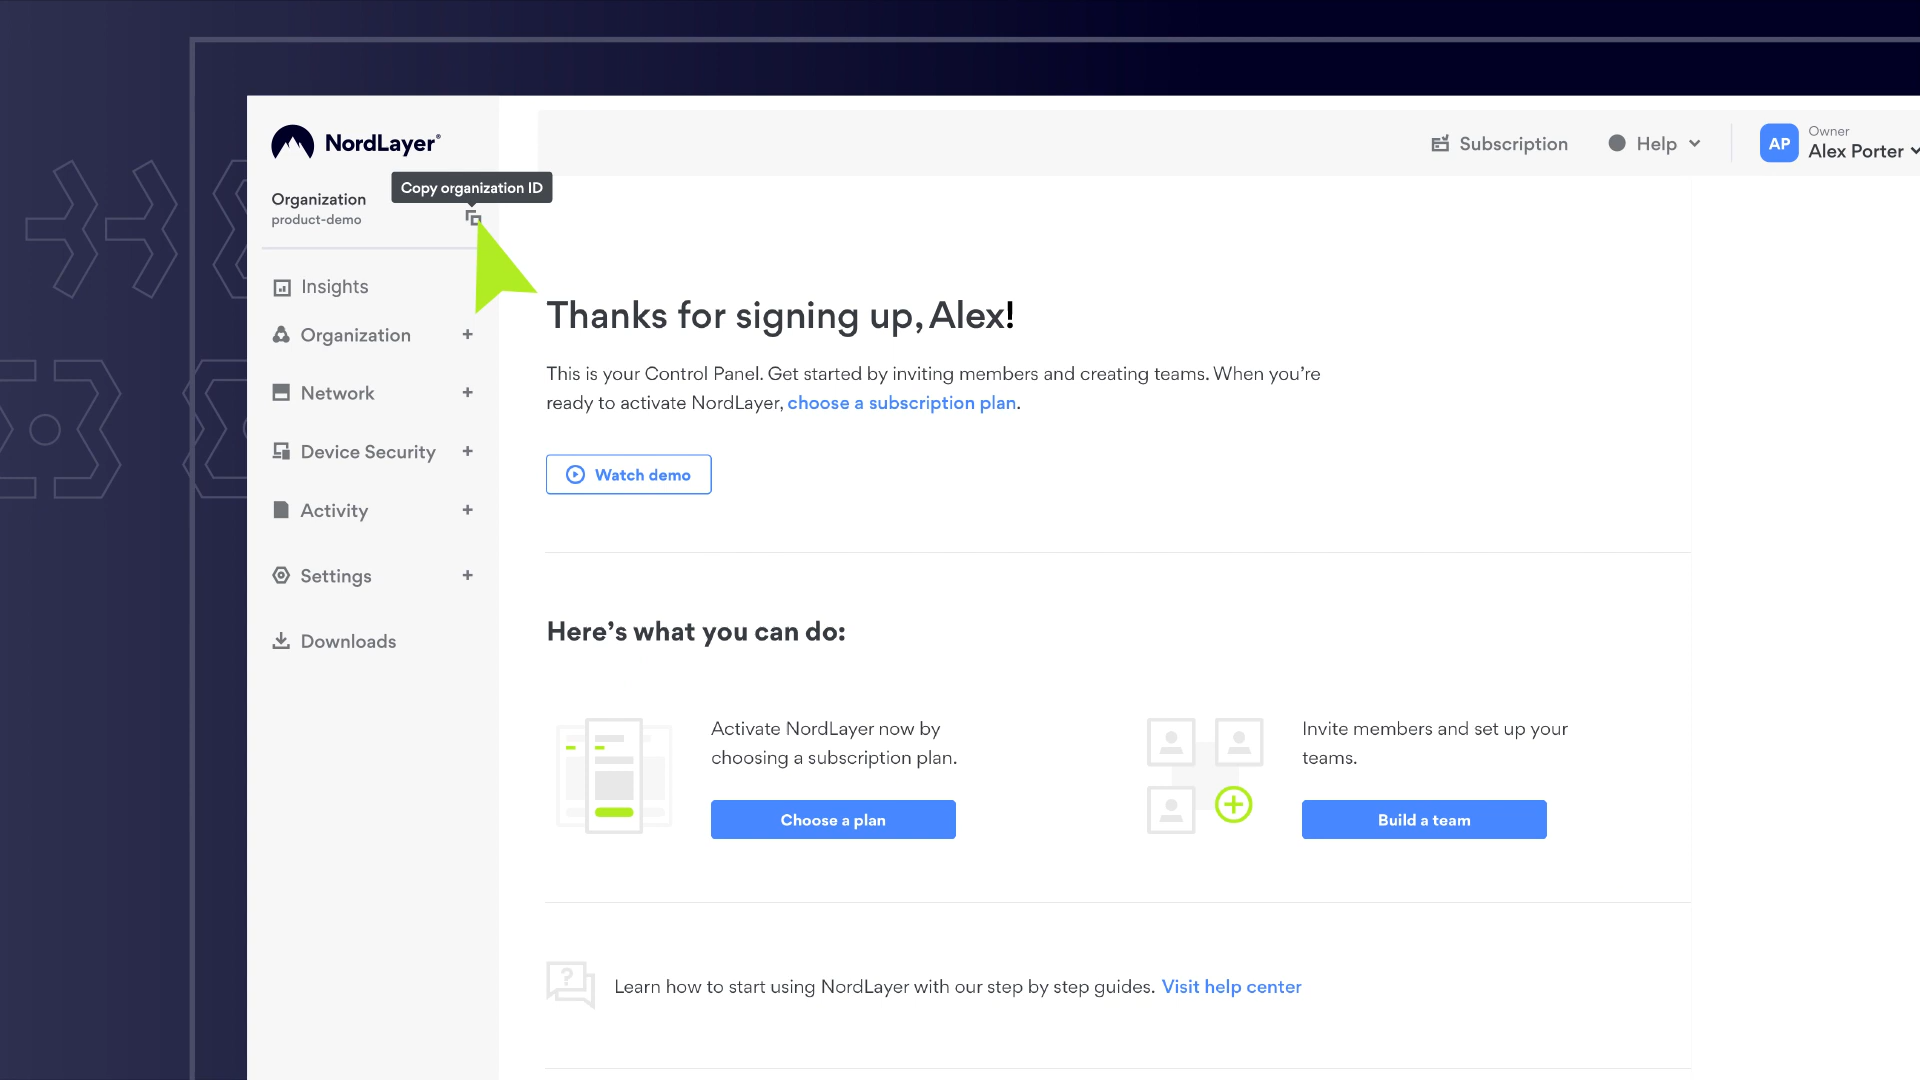 NordLayer®
Subscription
Help
AP
Owner
Alex Porter
Copy organization ID
Organization
product-demo
Insights
Organization
Network
Device Security
Activity
Settings
Downloads
Thanks for signing up, Alex!
This is your Control Panel. Get started by inviting members and creating teams. When you’re
ready to activate NordLayer, choose a subscription plan.
Watch demo
Here’s what you can do:
Activate NordLayer now by
choosing a subscription plan.
Choose a plan
Invite members and set up your
teams.
Build a team
?
Learn how to start using NordLayer with our step by step guides. Visit help center